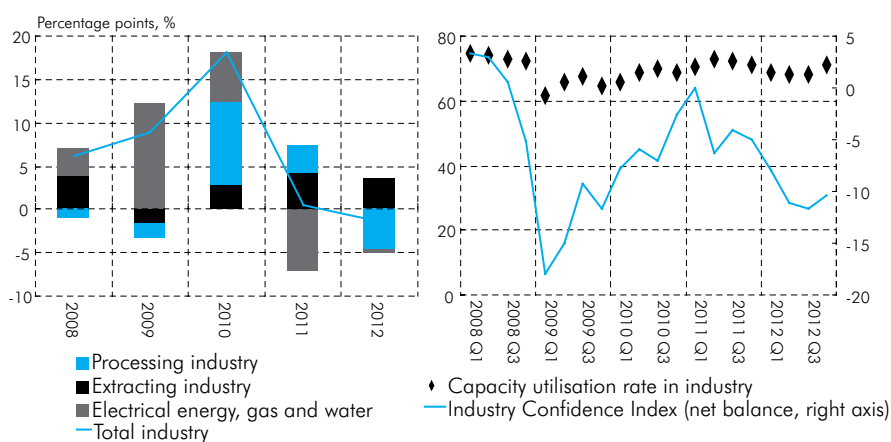 Percentage points, %
20
15
10
5
0
-5
-10
2008
2009
2010
2011
2012
Processing industry
Extracting industry
Electrical energy, gas and water
Total industry
80
60
40
20
0
5
0
-5
-10
-15
-20
2008 Q1
2008 Q3
2009 Q1
2009 Q3
2010 Q1
2010 Q3
2011 Q1
2011 Q3
2012 Q1
2012 Q3
Capacity utilisation rate in industry
Industry Confidence Index (net balance, right axis)